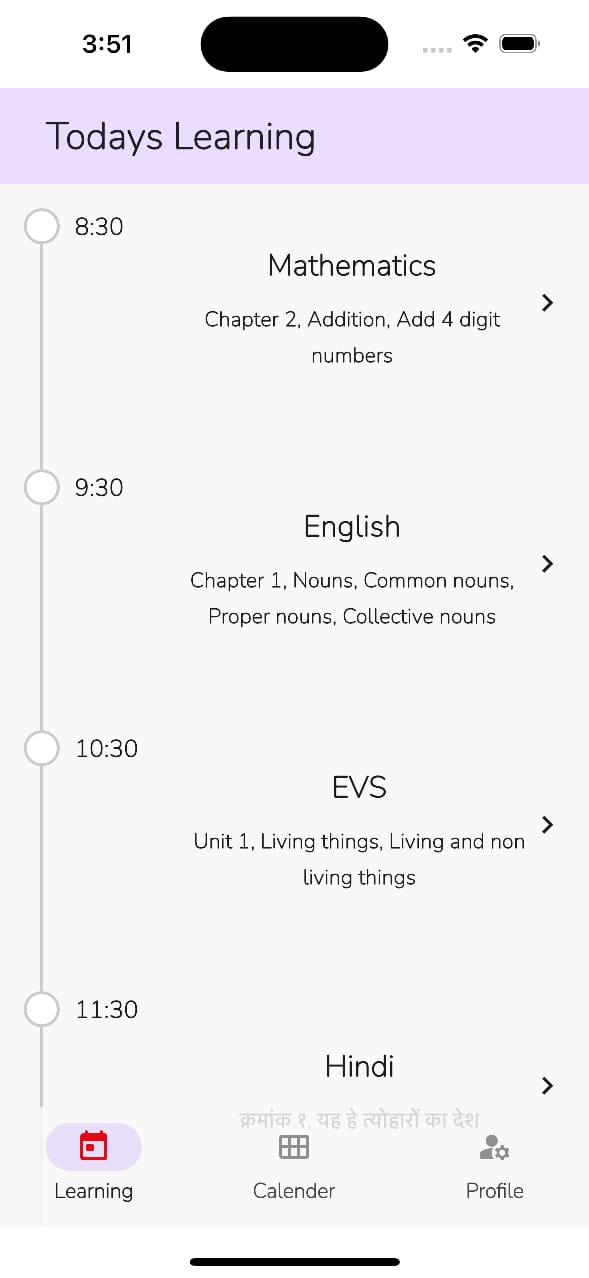 3:51
Todays Learning
8:30
Mathematics
Chapter 2, Addition, Add 4 digit
numbers
9:30
English
Chapter 1, Nouns, Common nouns,
Proper nouns, Collective nouns
10:30
EVS
Unit 1, Living things, Living and non
living things
11:30
Hindi
क्रमांक १, यह हे त्योहारों का देश
Learning
Calender
Profile